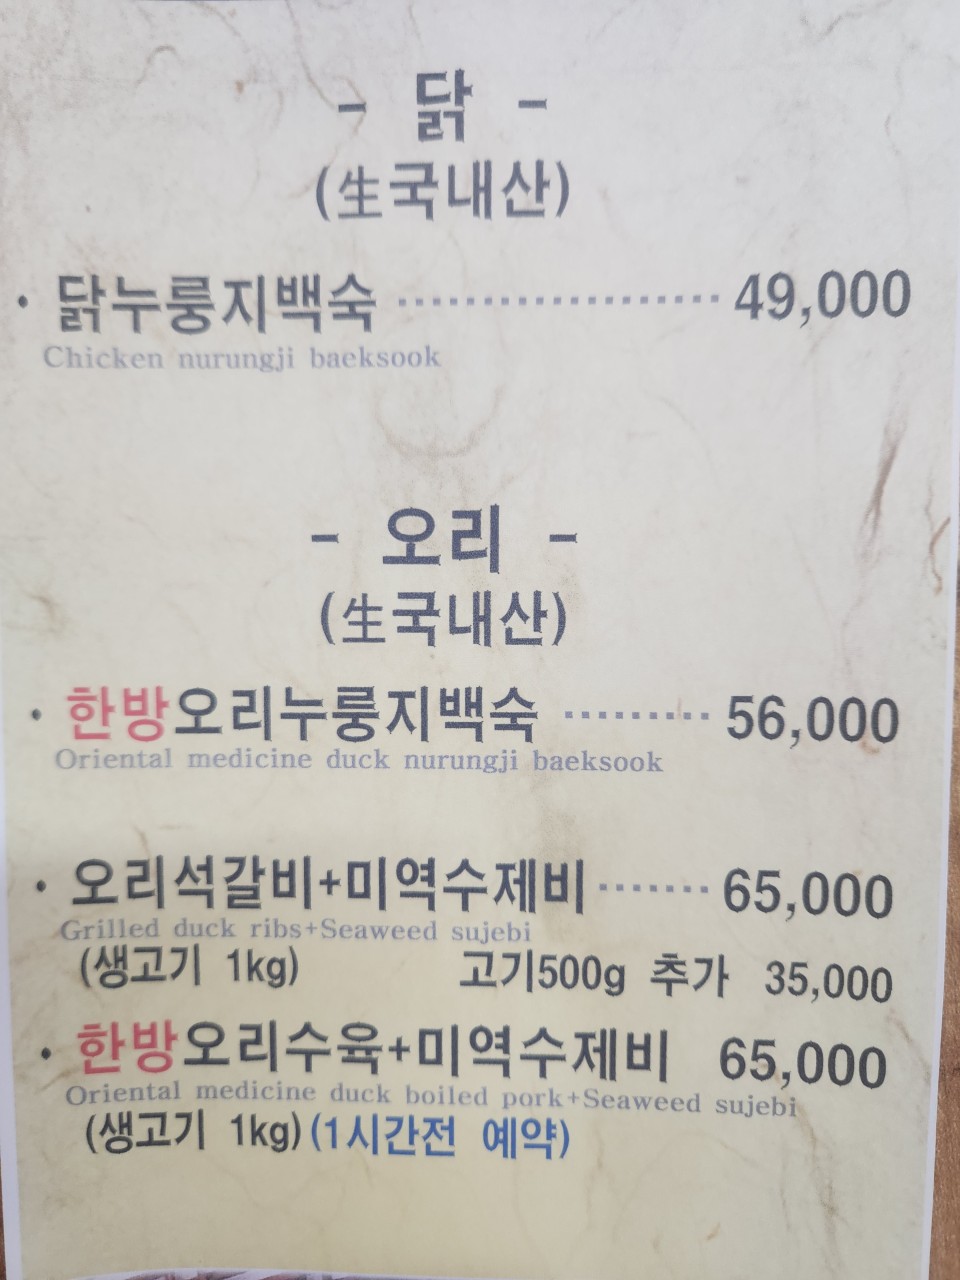 - 닭 -
(生국내산)
· 닭누룽지백숙 ···················· 49,000
Chicken nurungji baeksook
- 오리 -
(生국내산)
· 한방오리누룽지백숙 ········· 56,000
Oriental medicine duck nurungji baeksook
· 오리석갈비+미역수제비 ······· 65,000
Grilled duck ribs+Seaweed sujebi
(생고기 1kg) 고기500g 추가 35,000
· 한방오리수육+미역수제비 65,000
Oriental medicine duck boiled pork+Seaweed sujebi
(생고기 1kg) (1시간전 예약)